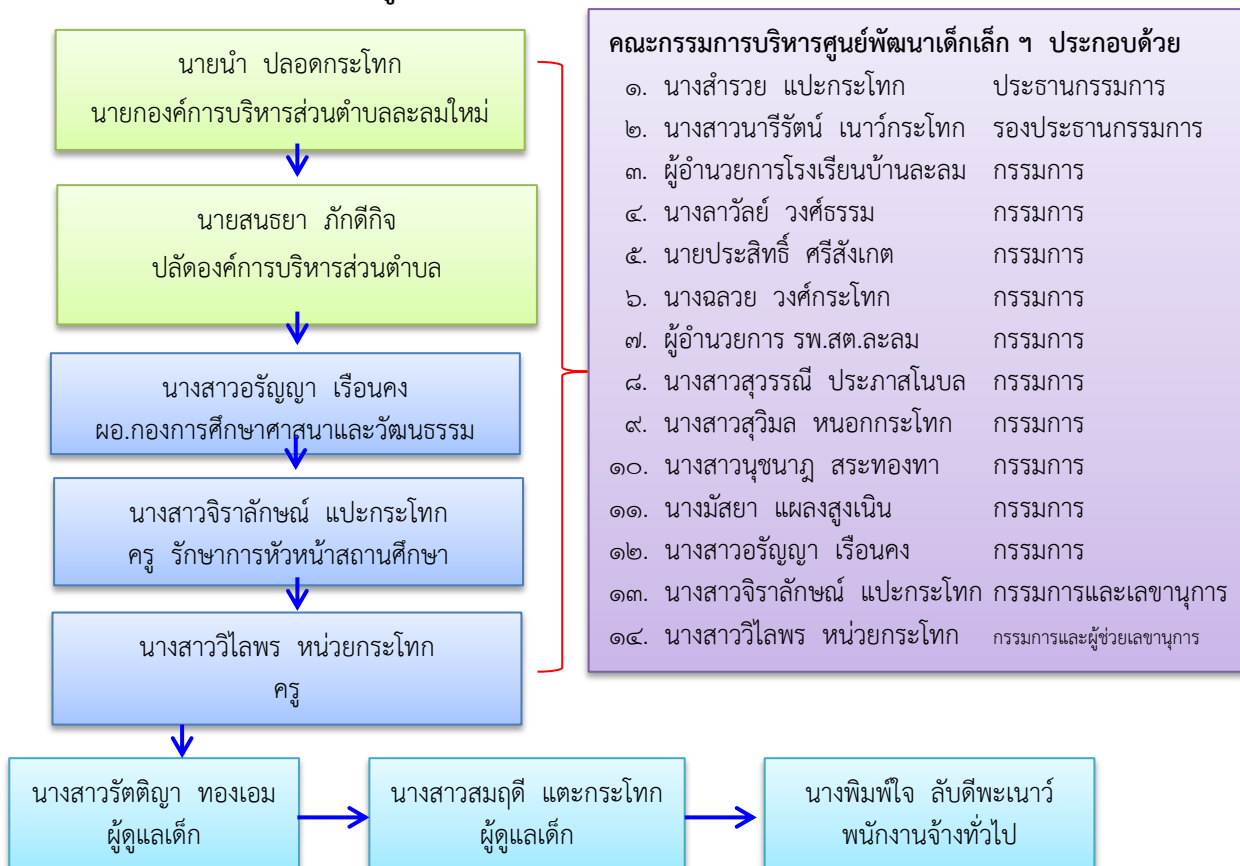 นายนำ ปลอดกระโทก
นายกองค์การบริหารส่วนตำบลละลมใหม่
นายสนธยา ภักดีกิจ
ปลัดองค์การบริหารส่วนตำบล
นางสาวอรัญญา เรือนคง
ผอ.กองการศึกษาศาสนาและวัฒนธรรม
นางสาวจิราลักษณ์ แปะกระโทก
ครู รักษาการหัวหน้าสถานศึกษา
นางสาววิไลพร หน่วยกระโทก
ครู
นางสาวรัตติญา ทองเอม
ผู้ดูแลเด็ก
นางสาวสมฤดี แตะกระโทก
ผู้ดูแลเด็ก
นางพิมพ์ใจ ลับดีพะเนาว์
พนักงานจ้างทั่วไป
คณะกรรมการบริหารศูนย์พัฒนาเด็กเล็ก ฯ ประกอบด้วย
๑. นางสำรวย แปะกระโทก ประธานกรรมการ
๒. นางสาวนารีรัตน์ เนาว์กระโทก รองประธานกรรมการ
๓. ผู้อำนวยการโรงเรียนบ้านละลม กรรมการ
๔. นางลาวัลย์ วงศ์ธรรม กรรมการ
๕. นายประสิทธิ์ ศรีสังเกต กรรมการ
๖. นางฉลวย วงศ์กระโทก กรรมการ
๗. ผู้อำนวยการ รพ.สต.ละลม กรรมการ
๘. นางสาวสุวรรณี ประภาสโนบล กรรมการ
๙. นางสาวสุวิมล หนอกกระโทก กรรมการ
๑๐. นางสาวนุชนาฎ สระทองทา กรรมการ
๑๑. นางมัสยา แผลงสูงเนิน กรรมการ
๑๒. นางสาวอรัญญา เรือนคง กรรมการ
๑๓. นางสาวจิราลักษณ์ แปะกระโทก กรรมการและเลขานุการ
๑๔. นางสาววิไลพร หน่วยกระโทก กรรมการและผู้ช่วยเลขานุการ